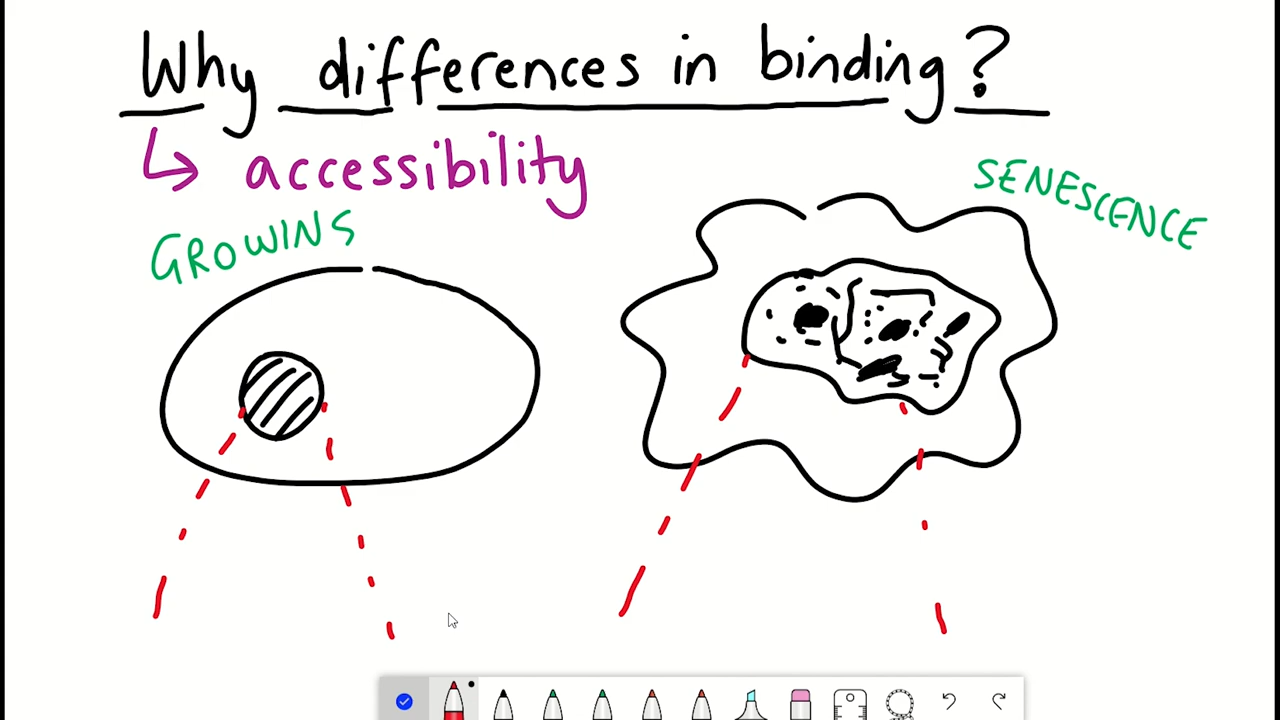 Why differences in binding?
↳ accessibility
SENESCENCE
GROWING